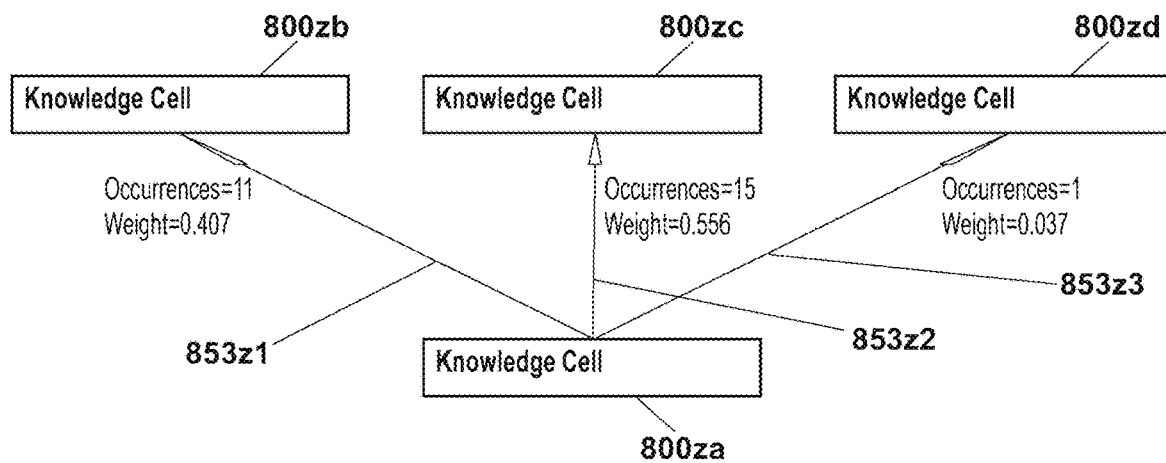 800zb
800zc
800zd
Knowledge Cell
Knowledge Cell
Knowledge Cell
Occurrences=11
Weight=0.407
Occurrences=15
Weight=0.556
Occurrences=1
Weight=0.037
853z3
853z2
853z1
Knowledge Cell
800za